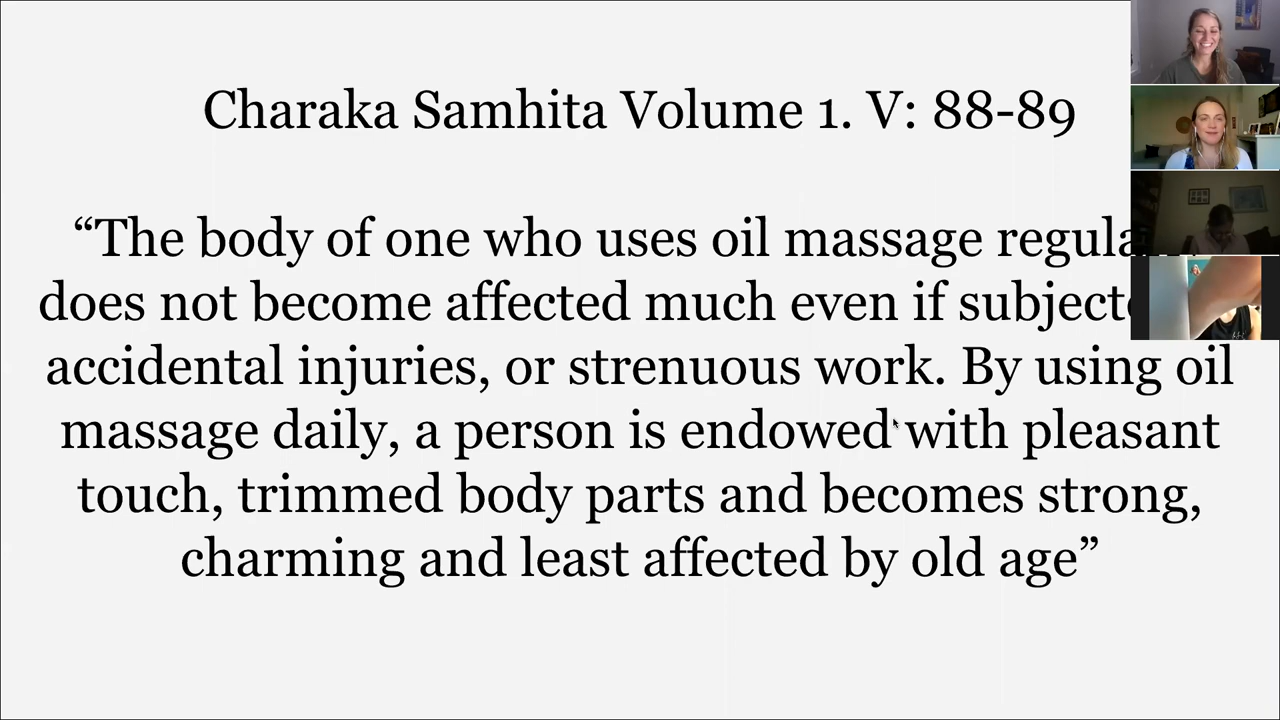 Charaka Samhita Volume 1. V: 88-89
“The body of one who uses oil massage
does not become affected much even if
accidental injuries, or strenuous work. By using oil
massage daily, a person is endowed with pleasant
touch, trimmed body parts and becomes strong,
charming and least affected by old age”